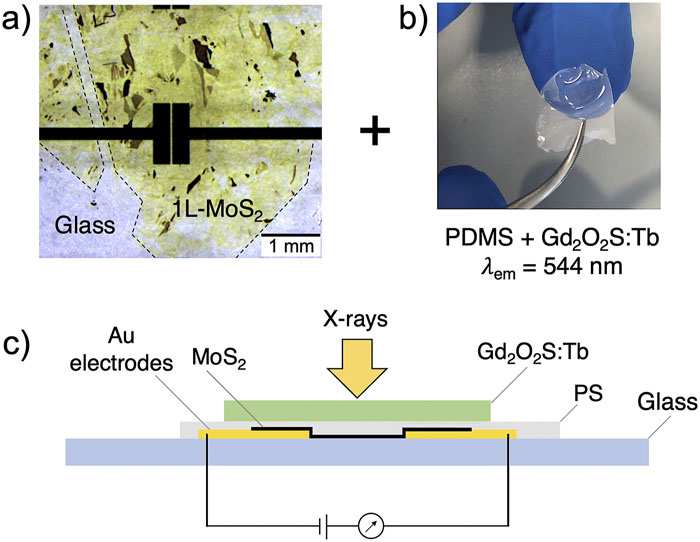 a)
Glass
1L-MoS₂
1 mm
+
b)
PDMS + Gd₂O₂S:Tb
λem = 544 nm
c)
X-rays
Au
electrodes
MoS₂
Gd₂O₂S:Tb
PS
Glass